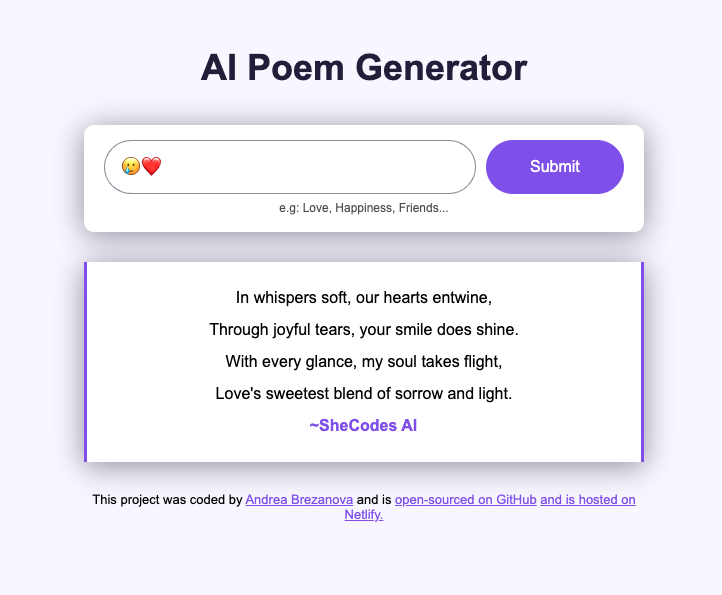 AI Poem Generator
🥲❤️
Submit
e.g: Love, Happiness, Friends...
In whispers soft, our hearts entwine,
Through joyful tears, your smile does shine.
With every glance, my soul takes flight,
Love's sweetest blend of sorrow and light.
~SheCodes AI
This project was coded by Andrea Brezanova and is open-sourced on GitHub and is hosted on
Netlify.